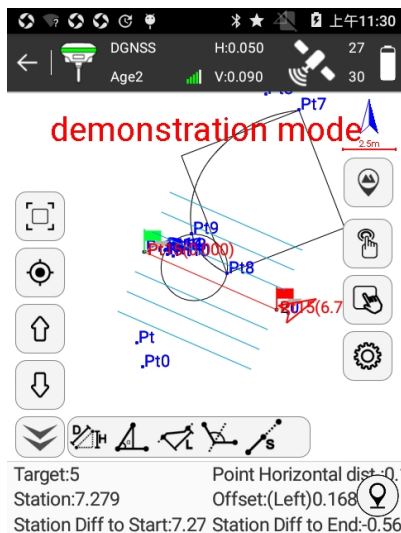 上午11:30
DGNSS H:0.050 27
Age2 V:0.090 30
Pt7
demonstration mode
2.5m
Pt9
Pt8
Pt
Pt0
H
L
s
Target:5 Point Horizontal dist:0.
Station:7.279 Offset:(Left)0.168
Station Diff to Start:7.27 Station Diff to End:-0.56